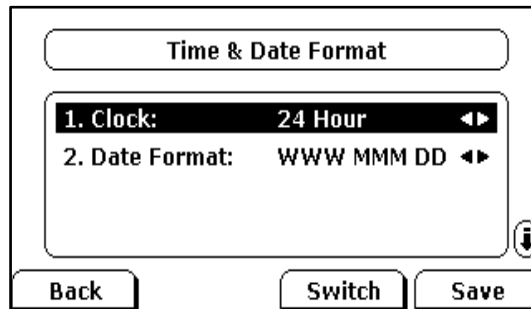 Time & Date Format
1. Clock: 24 Hour
2. Date Format: WWW MMM DD
Back Switch Save